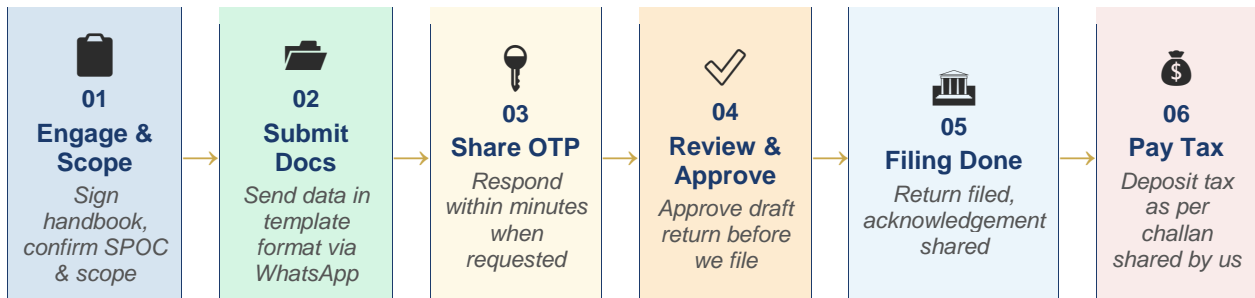 01
Engage &
Scope
Sign
handbook,
confirm SPOC
& scope
02
Submit
Docs
Send data in
template
format via
WhatsApp
03
Share OTP
Respond
within minutes
when
requested
04
Review &
Approve
Approve draft
return before
we file
05
Filing Done
Return filed,
acknowledgement
shared
$
06
Pay Tax
Deposit tax
as per
challan
shared by us